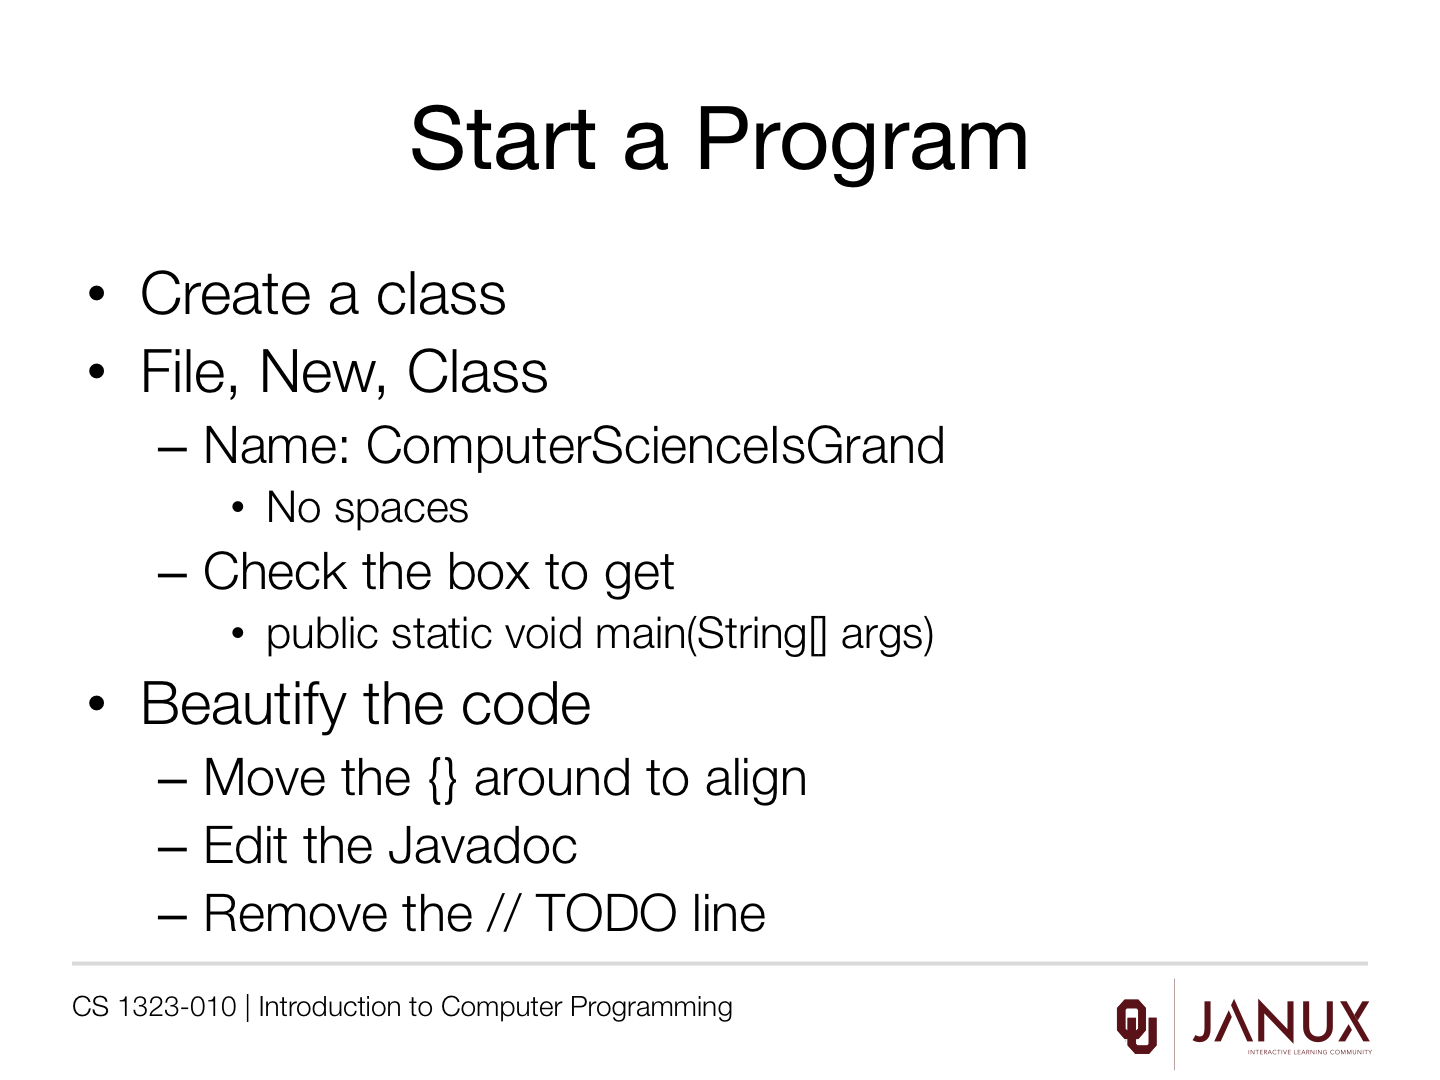 Start a Program
• Create a class
• File, New, Class
– Name: ComputerScienceIsGrand
• No spaces
– Check the box to get
• public static void main(String[] args)
• Beautify the code
– Move the {} around to align
– Edit the Javadoc
– Remove the // TODO line
CS 1323-010 | Introduction to Computer Programming
OU JANUX
INTERACTIVE LEARNING COMMUNITY